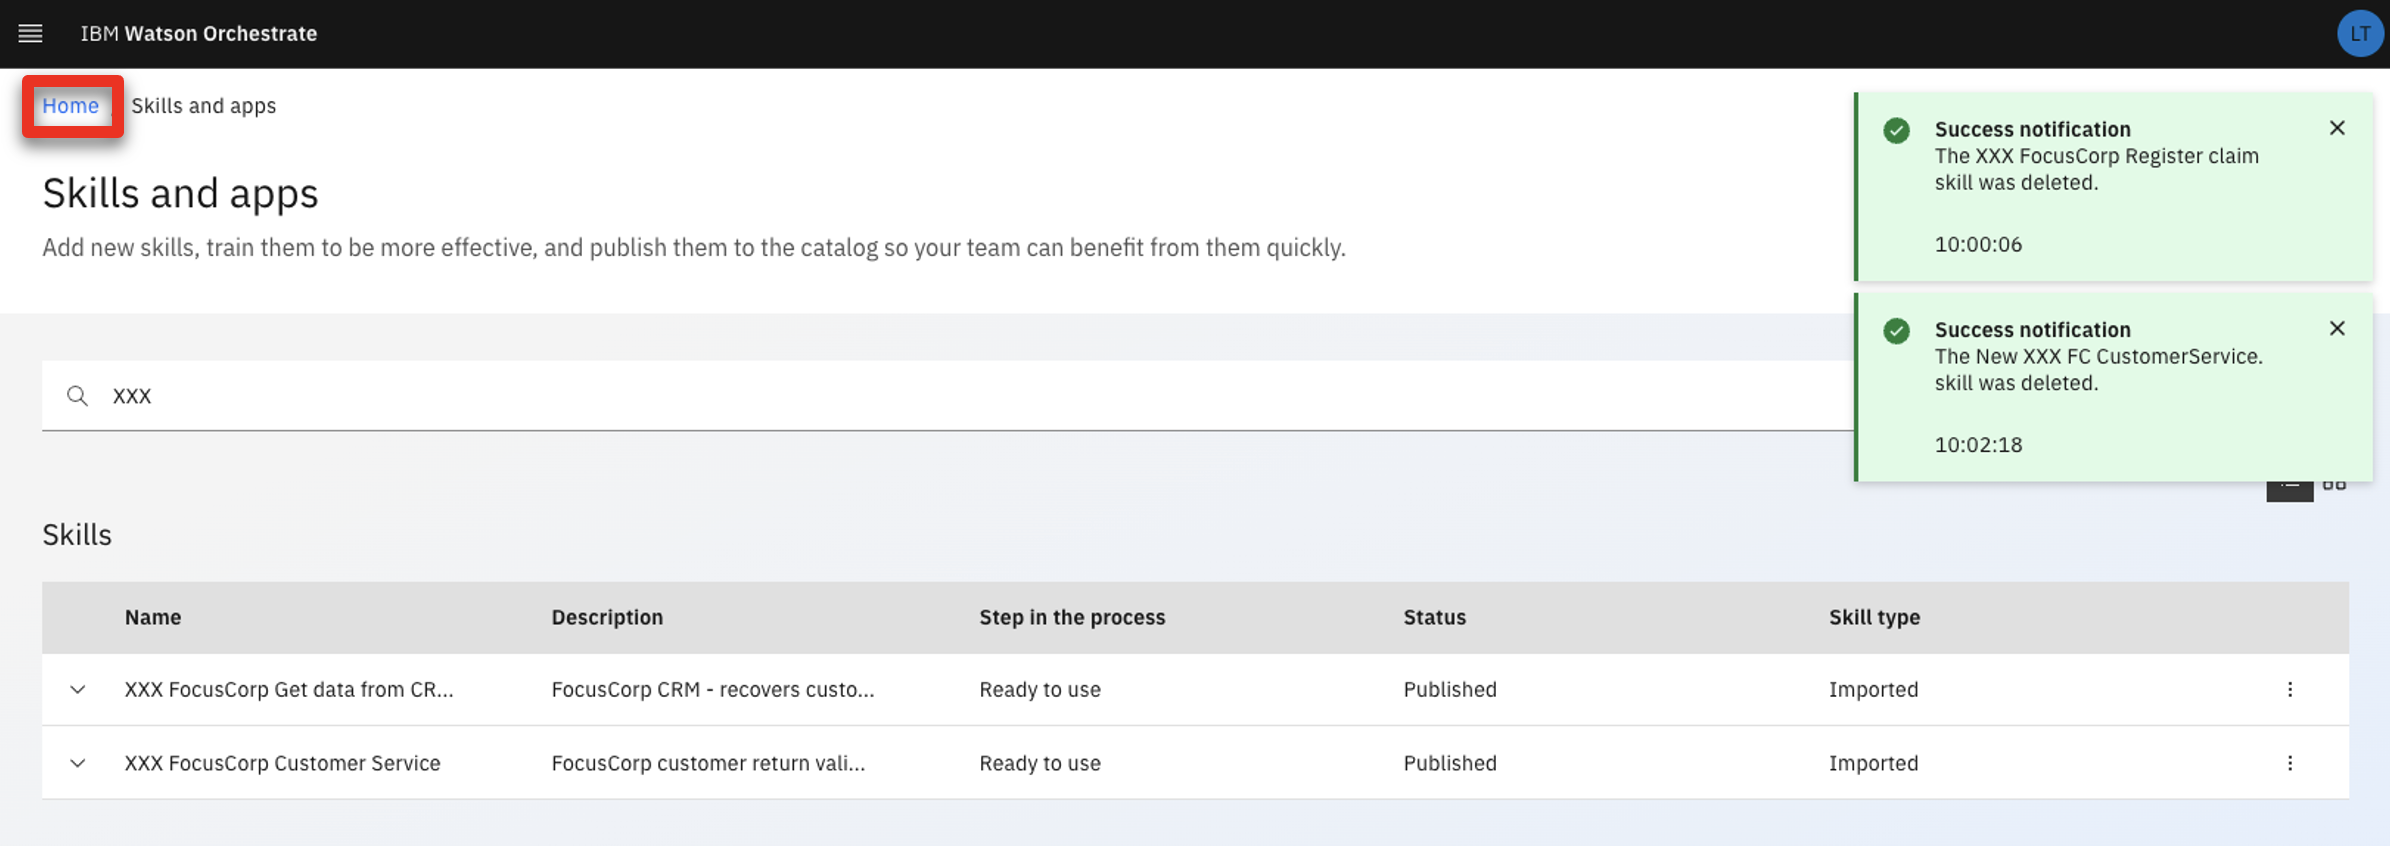 IBM Watson Orchestrate
LT
Home
Skills and apps
Skills and apps
Add new skills, train them to be more effective, and publish them to the catalog so your team can benefit from them quickly.
Success notification
The XXX FocusCorp Register claim
skill was deleted.
10:00:06
Success notification
The New XXX FC CustomerService.
skill was deleted.
10:02:18
XXX
Skills
Name Description Step in the process Status Skill type
XXX FocusCorp Get data from CR... FocusCorp CRM - recovers custo... Ready to use Published Imported
XXX FocusCorp Customer Service FocusCorp customer return vali... Ready to use Published Imported